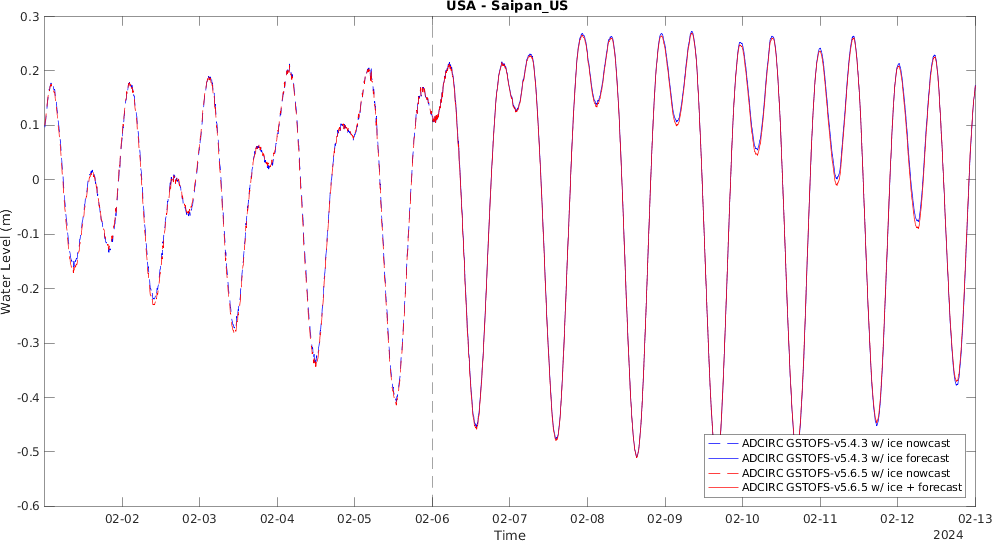 USA - Saipan_US
0.3
0.2
0.1
0
-0.1
-0.2
-0.3
-0.4
-0.5
-0.6
Water Level (m)
ADCIRC GSTOFS-v5.4.3 w/ ice nowcast
ADCIRC GSTOFS-v5.4.3 w/ ice forecast
ADCIRC GSTOFS-v5.6.5 w/ ice nowcast
ADCIRC GSTOFS-v5.6.5 w/ ice + forecast
02-02 02-03 02-04 02-05 02-06 02-07 02-08 02-09 02-10 02-11 02-12 02-13
Time
2024